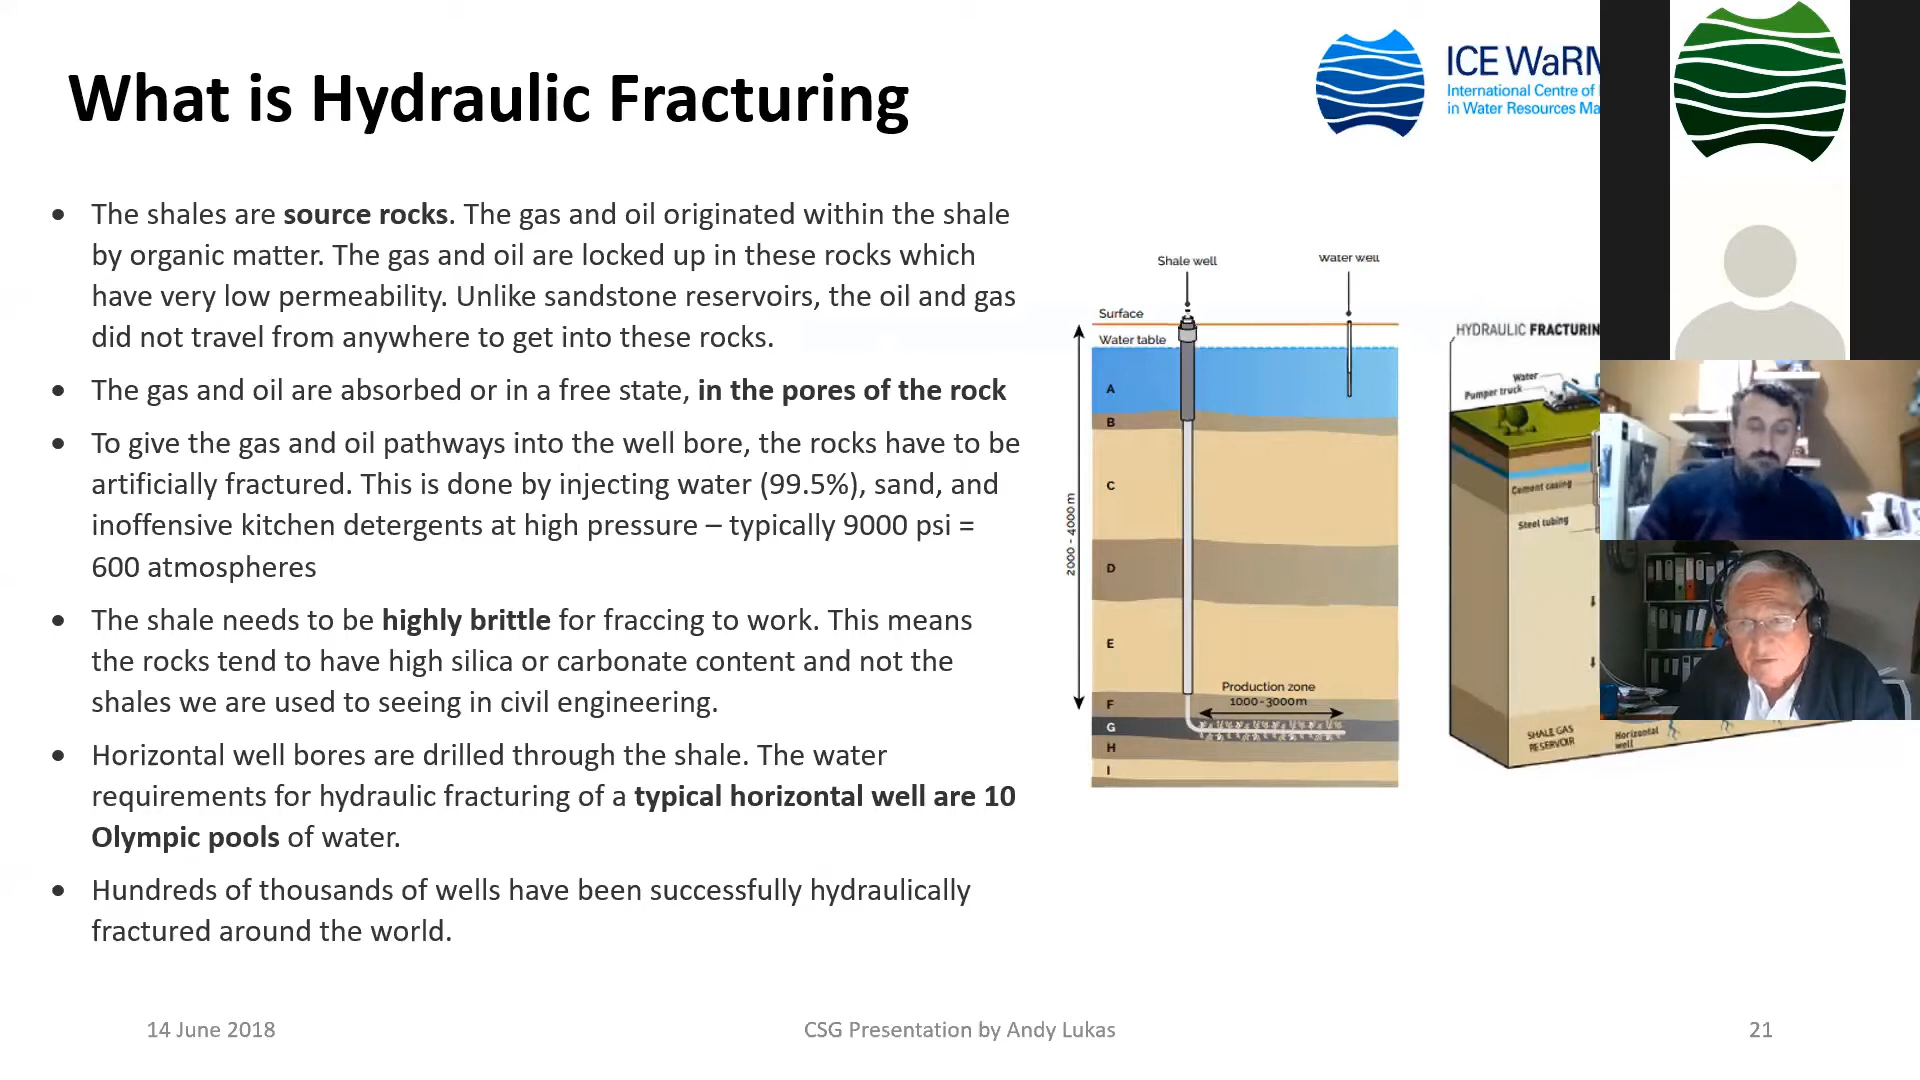 What is Hydraulic Fracturing
ICE WaRM
International Centre of
in Water Resources Ma
• The shales are source rocks. The gas and oil originated within the shale
by organic matter. The gas and oil are locked up in these rocks which
have very low permeability. Unlike sandstone reservoirs, the oil and gas
did not travel from anywhere to get into these rocks.
• The gas and oil are absorbed or in a free state, in the pores of the rock
• To give the gas and oil pathways into the well bore, the rocks have to be
artificially fractured. This is done by injecting water (99.5%), sand, and
inoffensive kitchen detergents at high pressure – typically 9000 psi =
600 atmospheres
• The shale needs to be highly brittle for fraccing to work. This means
the rocks tend to have high silica or carbonate content and not the
shales we are used to seeing in civil engineering.
• Horizontal well bores are drilled through the shale. The water
requirements for hydraulic fracturing of a typical horizontal well are 10
Olympic pools of water.
• Hundreds of thousands of wells have been successfully hydraulically
fractured around the world.
Shale well
Water well
Surface
Water table
A
B
C
D
E
F
G
H
I
2000 - 4000m
Production zone
1000-3000m
HYDRAULIC FRACTURIN
Water
Pumper truck
Cement casing
Steel tubing
SHALE GAS
RESERVOIR
Horizontal
well
14 June 2018
CSG Presentation by Andy Lukas
21